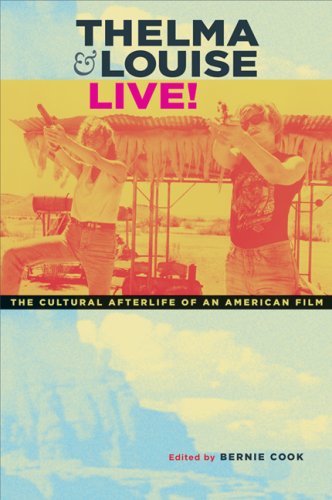 THELMA
& LOUISE
LIVE!
THE CULTURAL AFTERLIFE OF AN AMERICAN FILM
Edited by BERNIE COOK